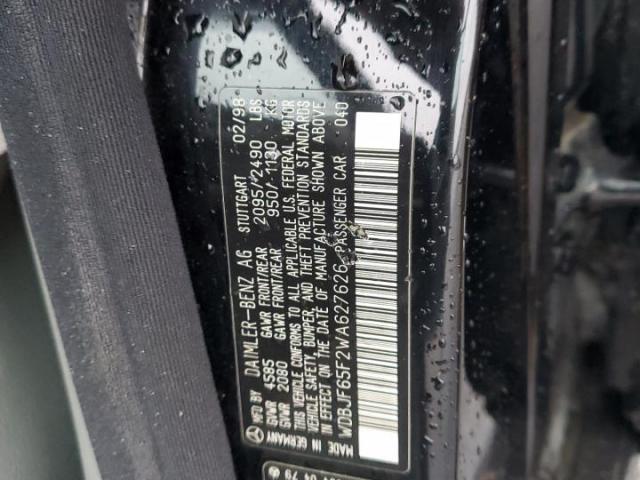 MFD. BY DAIMLER-BENZ AG STUTTGART 02/98
GVWR 4585 GAWR FRONT/REAR 2095/2490 LBS
GVWR 2080 GAWR FRONT/REAR 950/1130 KG
THIS VEHICLE CONFORMS TO ALL APPLICABLE U.S. FEDERAL MOTOR
VEHICLE SAFETY, BUMPER, AND THEFT PREVENTION STANDARDS
IN EFFECT ON THE DATE OF MANUFACTURE SHOWN ABOVE
WDBJF65F2WA627626 PASSENGER CAR 040
MADE IN GERMANY